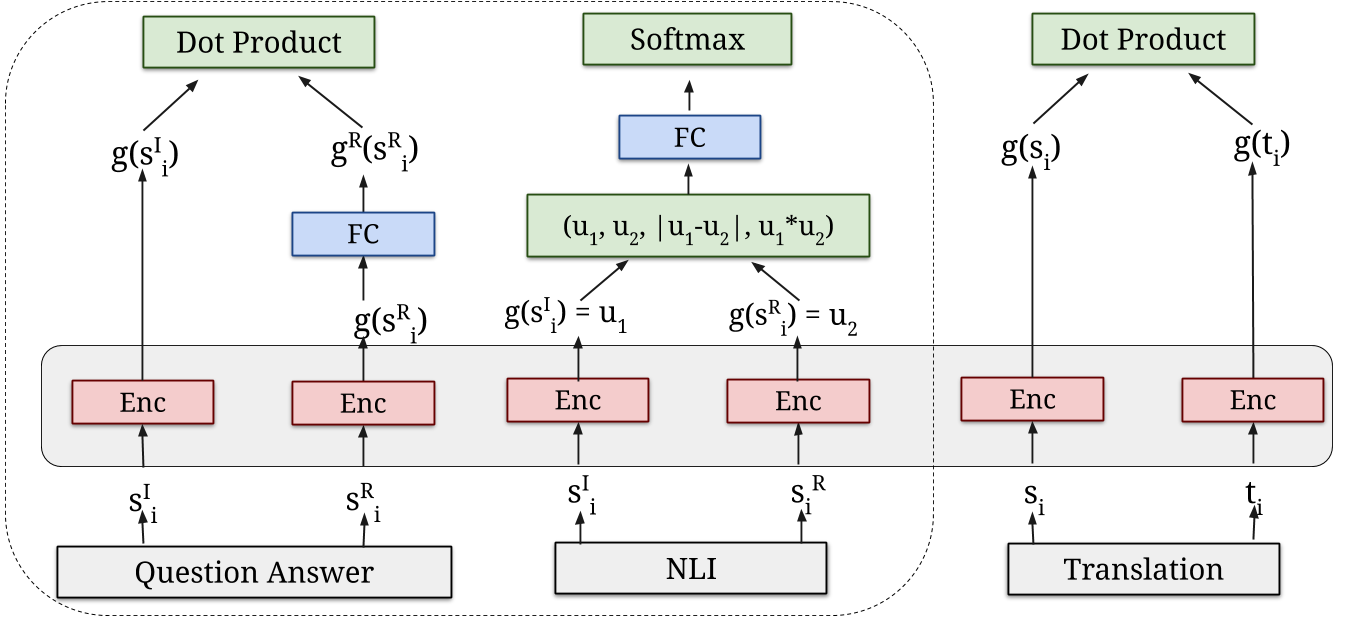 Dot Product Softmax Dot Product
FC
g(s^I_i) g^R(s^R_i) g(s_i) g(t_i)
FC (u_1, u_2, |u_1-u_2|, u_1*u_2)
g(s^R_i) g(s^I_i) = u_1 g(s^R_i) = u_2
Enc Enc Enc Enc Enc Enc
s^I_i s^R_i s^I_i s_i^R s_i t_i
Question Answer NLI Translation